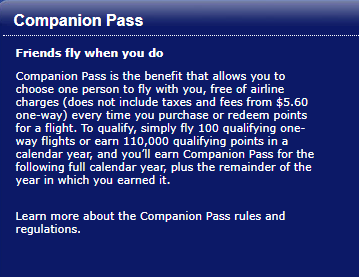 Companion Pass
Friends fly when you do
Companion Pass is the benefit that allows you to
choose one person to fly with you, free of airline
charges (does not include taxes and fees from $5.60
one-way) every time you purchase or redeem points
for a flight. To qualify, simply fly 100 qualifying one-
way flights or earn 110,000 qualifying points in a
calendar year, and you'll earn Companion Pass for the
following full calendar year, plus the remainder of the
year in which you earned it.
Learn more about the Companion Pass rules and
regulations.